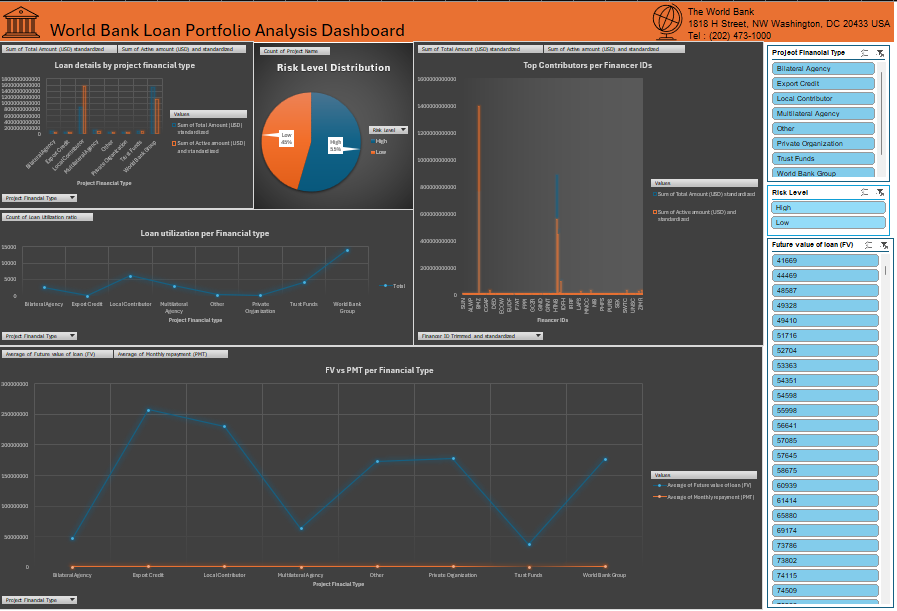 World Bank Loan Portfolio Analysis Dashboard
The World Bank
1818 H Street, NW Washington, DC 20433 USA
Tel : (202) 473-1000
Sum of Total Amount (USD) standardized
Sum of Active amount (USD) and standardized
Loan details by project financial type
Values
Sum of Total Amount (USD)
standardized
Sum of Active amount (USD)
and standardized
Bilateral Agency
Export Credit
Local Contributor
Multilateral Agency
Other
Private Organization
Trust Funds
World Bank Group
Project Financial Type
Project Financial Type
Count of Project Name
Risk Level Distribution
Low
45%
High
55%
Risk Level
High
Low
Sum of Total Amount (USD) standardized
Sum of Active amount (USD) and standardized
Top Contributors per Financer IDs
Values
Sum of Total Amount (USD) standardized
Sum of Active amount (USD) and
standardized
Financer IDs
Financer ID Trimmed and standardized
Count of Loan Utilization ratio
Loan utilization per Financial type
15000
10000
5000
0
Bilateral Agency
Export Credit
Local Contributor
Multilateral
Agency
Other
Private
Organization
Trust Funds
World Bank
Group
Total
Project Financial type
Project Financial Type
Average of Future value of loan (FV)
Average of Monthly repayment (PMT)
FV vs PMT per Financial Type
300000000
250000000
200000000
150000000
100000000
50000000
0
Bilateral Agency
Export Credit
Local Contributor
Multilateral Agency
Other
Private Organization
Trust Funds
World Bank Group
Project Finacial Type
Values
Average of Future value of loan (FV)
Average of Monthly repayment (PMT)
Project Financial Type
Project Financial Type
Bilateral Agency
Export Credit
Local Contributor
Multilateral Agency
Other
Private Organization
Trust Funds
World Bank Group
Risk Level
High
Low
Future value of loan (FV)
41669
44469
48587
49328
49410
51716
52704
53363
54351
54598
55998
56641
57085
57645
58675
60939
61414
65880
69174
73786
73802
74115
74509